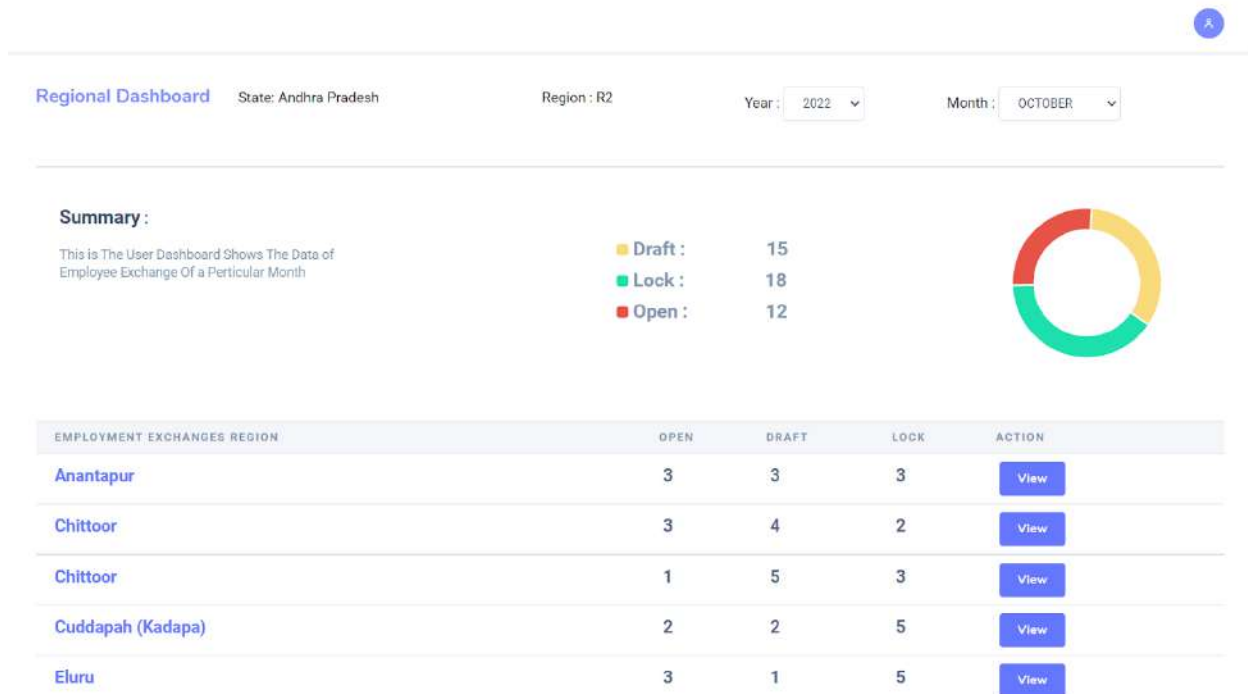 Regional Dashboard State: Andhra Pradesh Region : R2 Year : 2022 Month : OCTOBER
Summary :
This is The User Dashboard Shows The Data of
Employee Exchange Of a Perticular Month
Draft : 15
Lock : 18
Open : 12
EMPLOYMENT EXCHANGES REGION OPEN DRAFT LOCK ACTION
Anantapur 3 3 3 View
Chittoor 3 4 2 View
Chittoor 1 5 3 View
Cuddapah (Kadapa) 2 2 5 View
Eluru 3 1 5 View